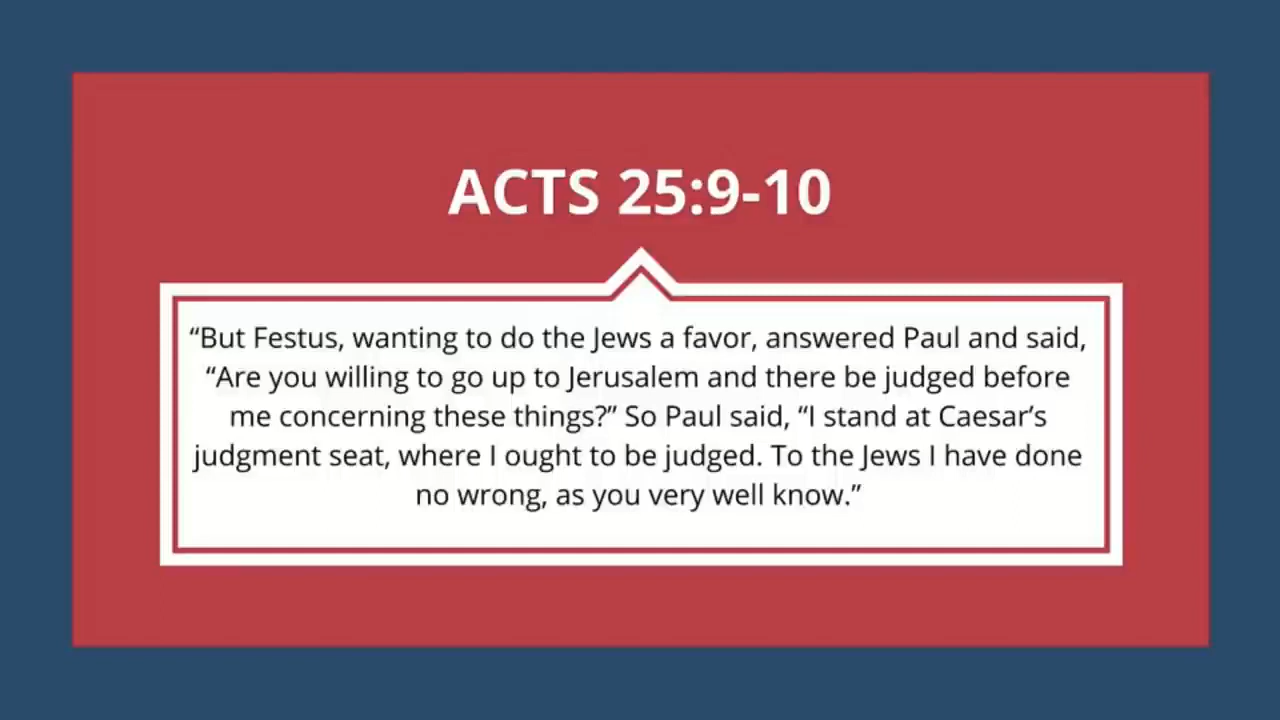 ACTS 25:9-10
“But Festus, wanting to do the Jews a favor, answered Paul and said,
“Are you willing to go up to Jerusalem and there be judged before
me concerning these things?” So Paul said, “I stand at Caesar’s
judgment seat, where I ought to be judged. To the Jews I have done
no wrong, as you very well know.”